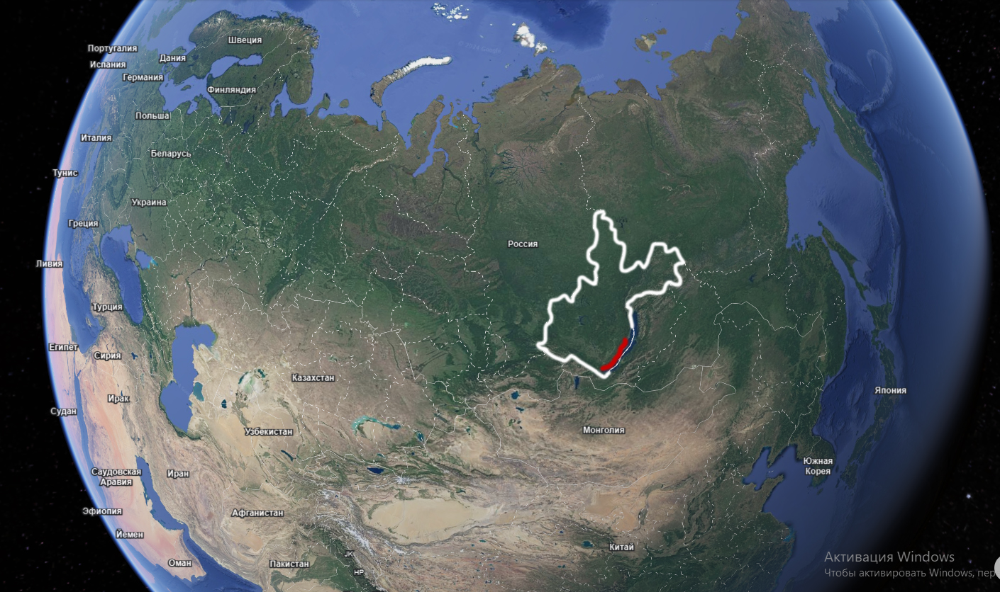 Швеция
Португалия
Дания
Испания
Германия
Финляндия
Польша
Италия
Беларусь
Тунис
Украина
Греция
Россия
Ливия
Турция
Египет
Сирия
Казахстан
Япония
Ирак
Судан
Узбекистан
Монголия
Южная
Корея
Саудовская
Аравия
Иран
Эфиопия
Афганистан
Йемен
Китай
JK
Оман
Пакистан
HP
Активация Windows
Чтобы активировать Windows, пер